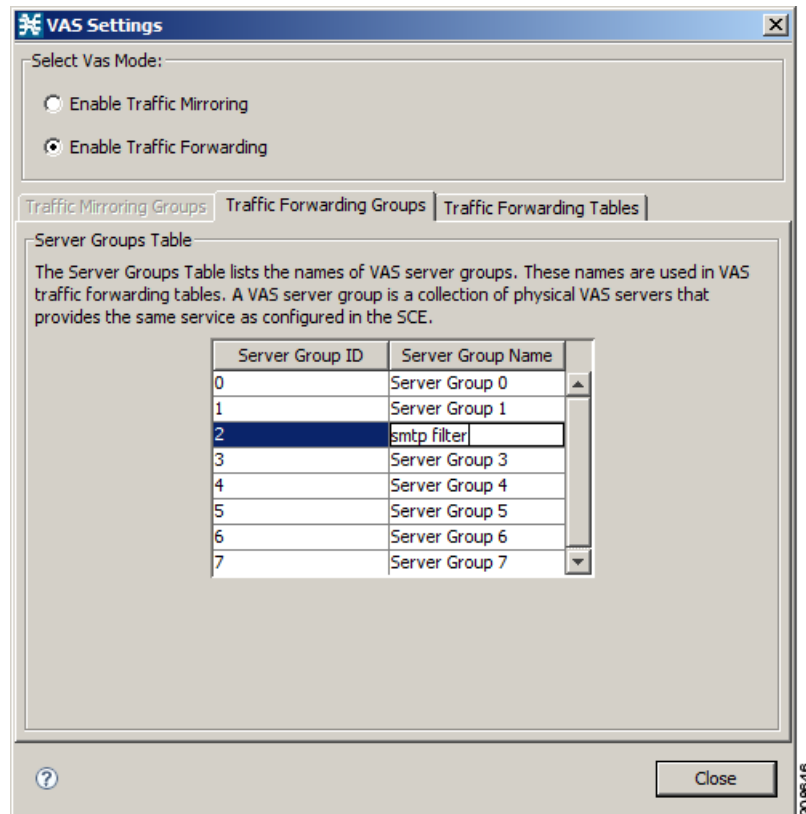 VAS Settings
Select Vas Mode:
Enable Traffic Mirroring
Enable Traffic Forwarding
Traffic Mirroring Groups Traffic Forwarding Groups Traffic Forwarding Tables
Server Groups Table
The Server Groups Table lists the names of VAS server groups. These names are used in VAS
traffic forwarding tables. A VAS server group is a collection of physical VAS servers that
provides the same service as configured in the SCE.
Server Group ID Server Group Name
0 Server Group 0
1 Server Group 1
2 smtp filter
3 Server Group 3
4 Server Group 4
5 Server Group 5
6 Server Group 6
7 Server Group 7
? Close